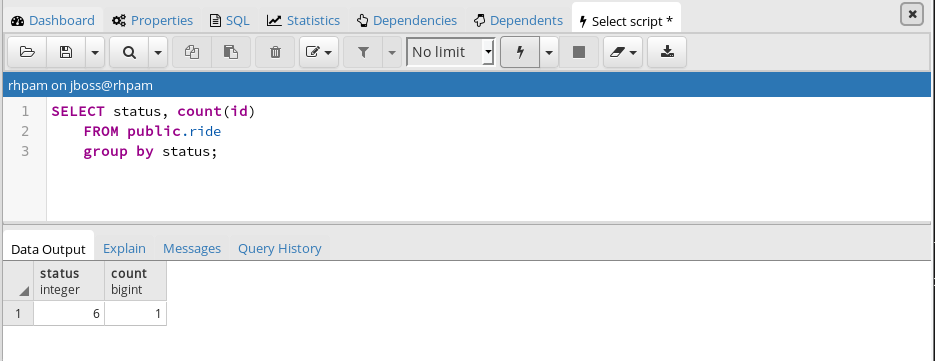 Dashboard Properties SQL Statistics Dependencies Dependents Select script *
No limit
rhpam on jboss@rhpam
1 SELECT status, count(id)
2 FROM public.ride
3 group by status;
Data Output Explain Messages Query History
status count
integer bigint
1 6 1